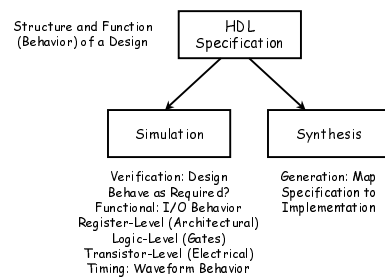 Structure and Function
(Behavior) of a Design
HDL
Specification
Simulation
Synthesis
Verification: Design
Behave as Required?
Functional: I/O Behavior
Register-Level (Architectural)
Logic-Level (Gates)
Transistor-Level (Electrical)
Timing: Waveform Behavior
Generation: Map
Specification to
Implementation